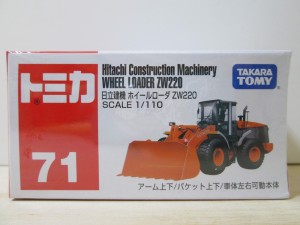 トミカ
71
Hitachi Construction Machinery
WHEEL LOADER ZW220
日立建機 ホイールローダ ZW220
SCALE 1/110
TAKARA
TOMY
アーム上下/バケット上下/車体左右可動本体